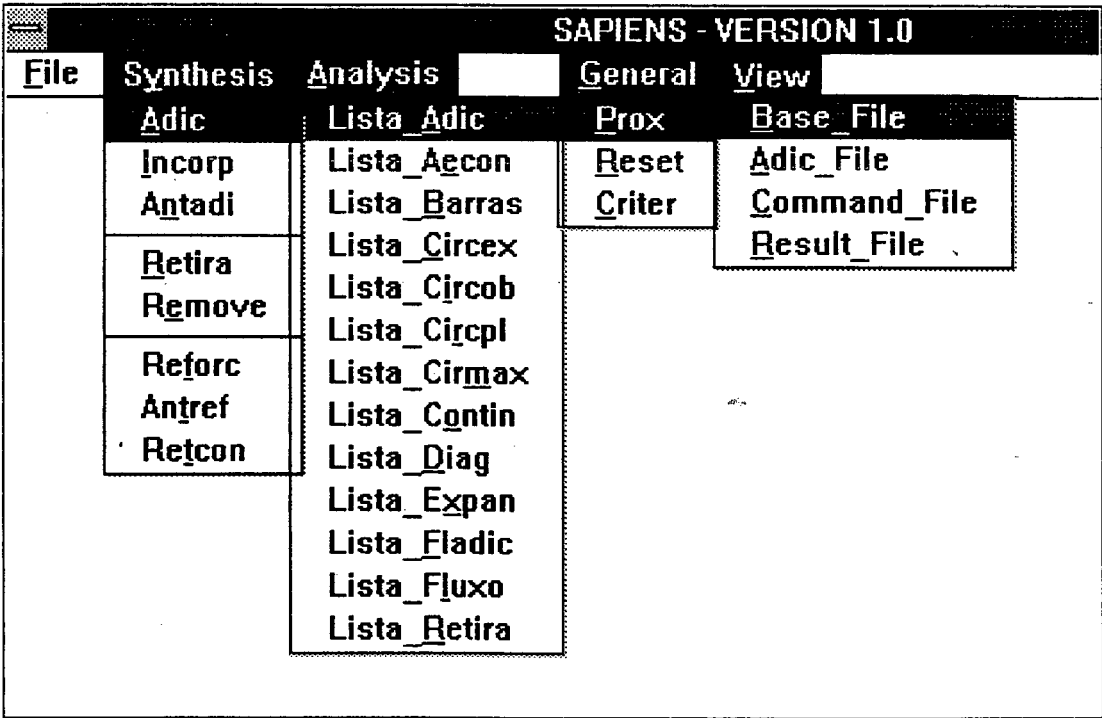 SAPIENS - VERSION 1.0
File Synthesis Analysis General View
Adic
Incorp
Antadi
Retira
Remove
Reforc
Antref
Retcon
Lista_Adic
Lista_Aecon
Lista_Barras
Lista_Circex
Lista_Circob
Lista_Circpl
Lista_Cirmax
Lista_Contin
Lista_Diag
Lista_Expan
Lista_Fladic
Lista_Fluxo
Lista_Retira
Prox
Reset
Criter
Base_File
Adic_File
Command_File
Result_File